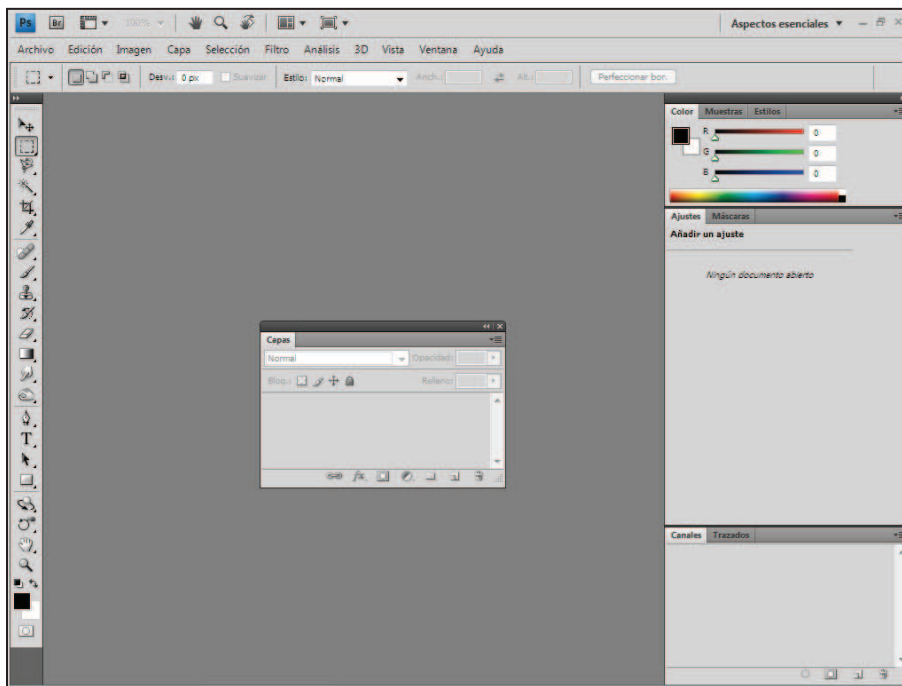 Ps Br 100% Aspectos esenciales
Archivo Edición Imagen Capa Selección Filtro Análisis 3D Vista Ventana Ayuda
Desv.: 0 px Suavizar Estilo: Normal Anch.: Alt.: Perfeccionar bor.
Color Muestras Estilos
R 0
G 0
B 0
Ajustes Máscaras
Añadir un ajuste
Ningún documento abierto
Capas
Normal Opacidad:
Bloq.: Relleno:
fx
T
Canales Trazados